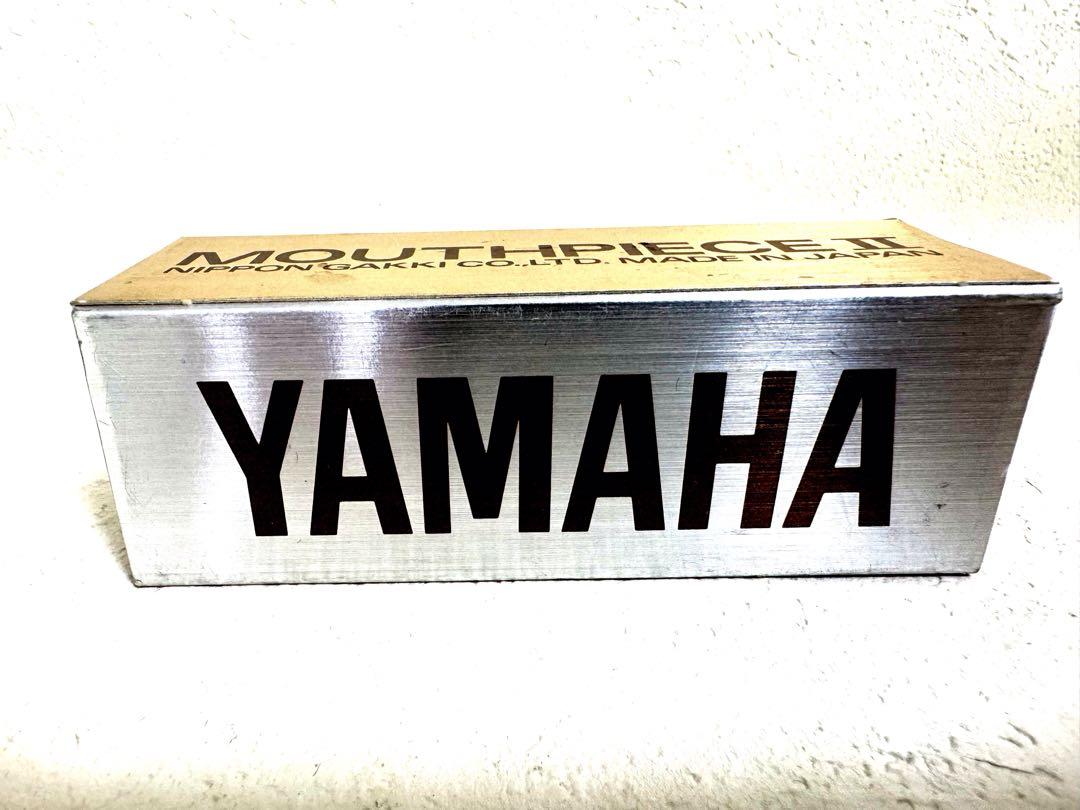 MOUTHPIECE II
NIPPON GAKKI CO.,LTD. MADE IN JAPAN
YAMAHA